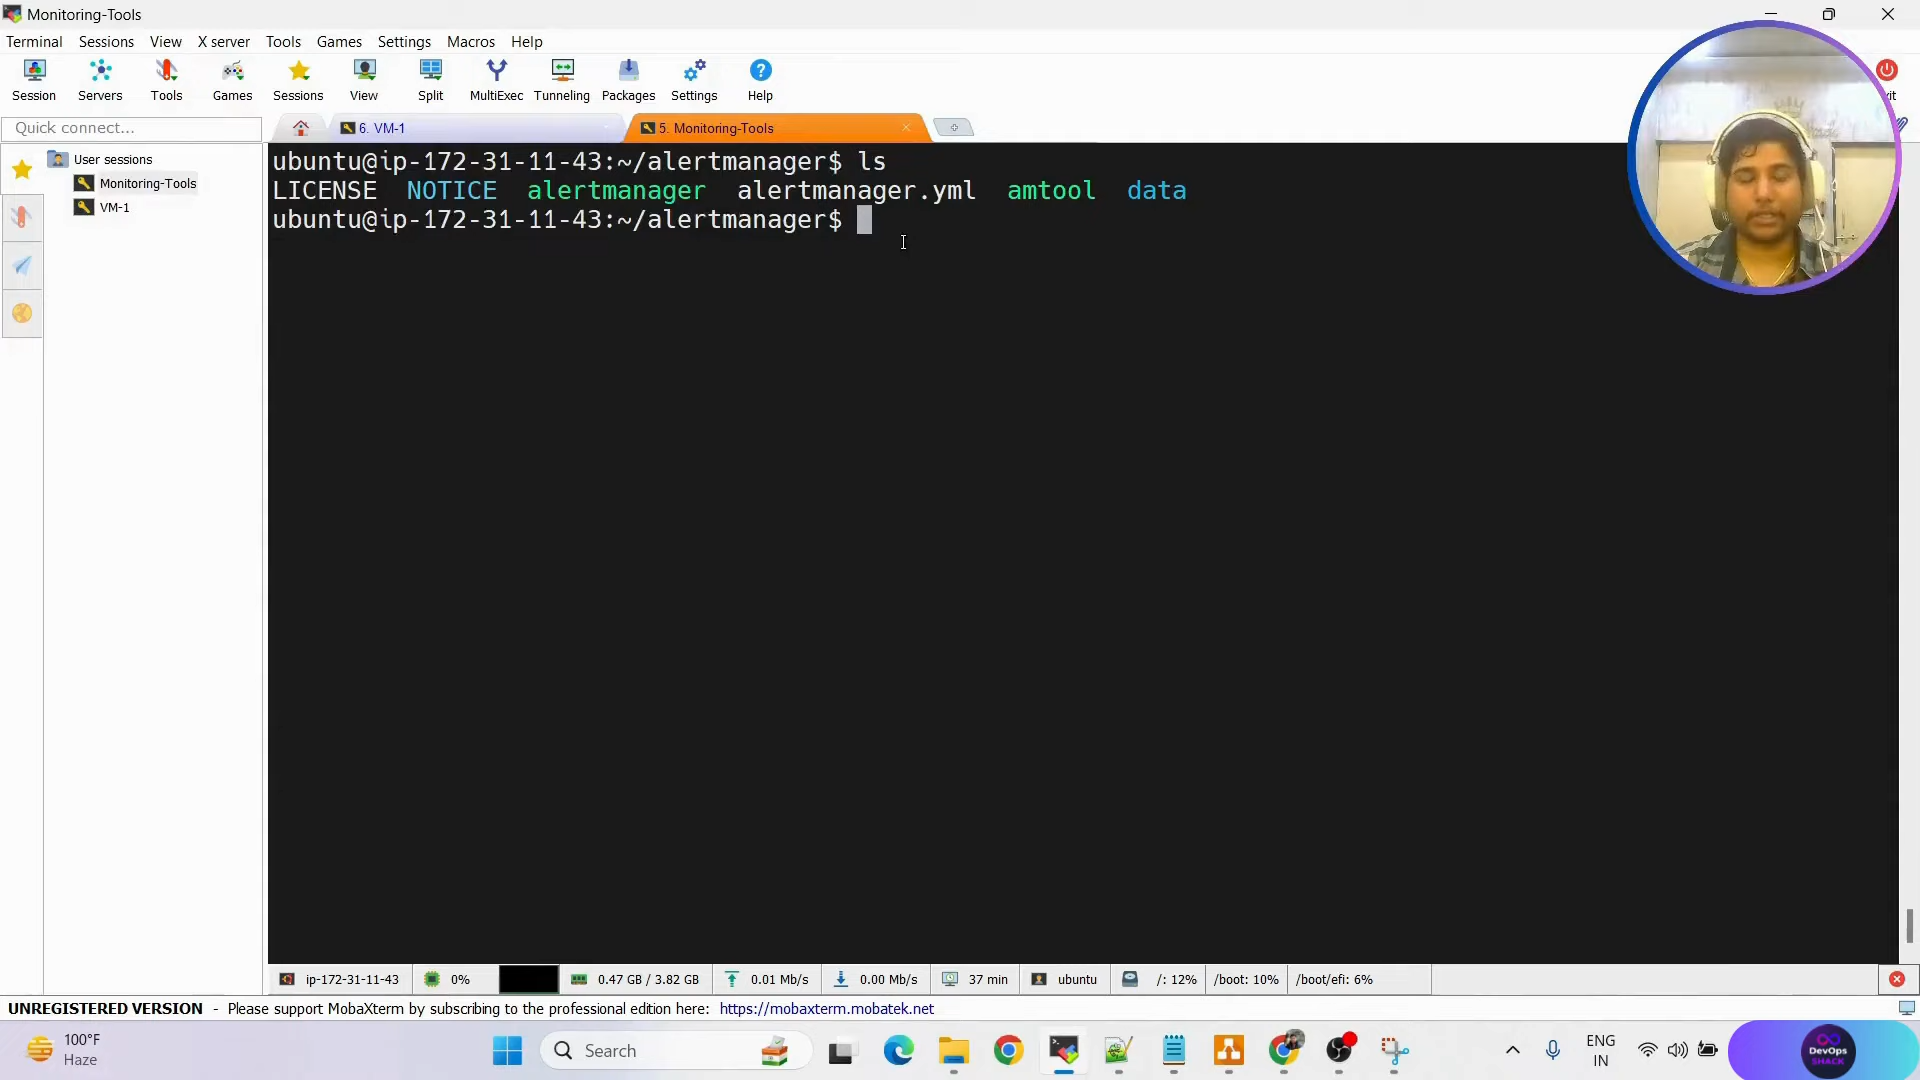 Monitoring-Tools
Terminal Sessions View X server Tools Games Settings Macros Help
Session Servers Tools Games Sessions View Split MultiExec Tunneling Packages Settings Help
Quick connect... 6. VM-1 5. Monitoring-Tools
User sessions
Monitoring-Tools
VM-1
ubuntu@ip-172-31-11-43:~/alertmanager$ ls
LICENSE NOTICE alertmanager alertmanager.yml amtool data
ubuntu@ip-172-31-11-43:~/alertmanager$
ip-172-31-11-43 0% 0.47 GB / 3.82 GB 0.01 Mb/s 0.00 Mb/s 37 min ubuntu /: 12% /boot: 10% /boot/efi: 6%
UNREGISTERED VERSION - Please support MobaXterm by subscribing to the professional edition here: https://mobaxterm.mobatek.net
100°F
Haze
Search
ENG
IN
DevOps
SHACK